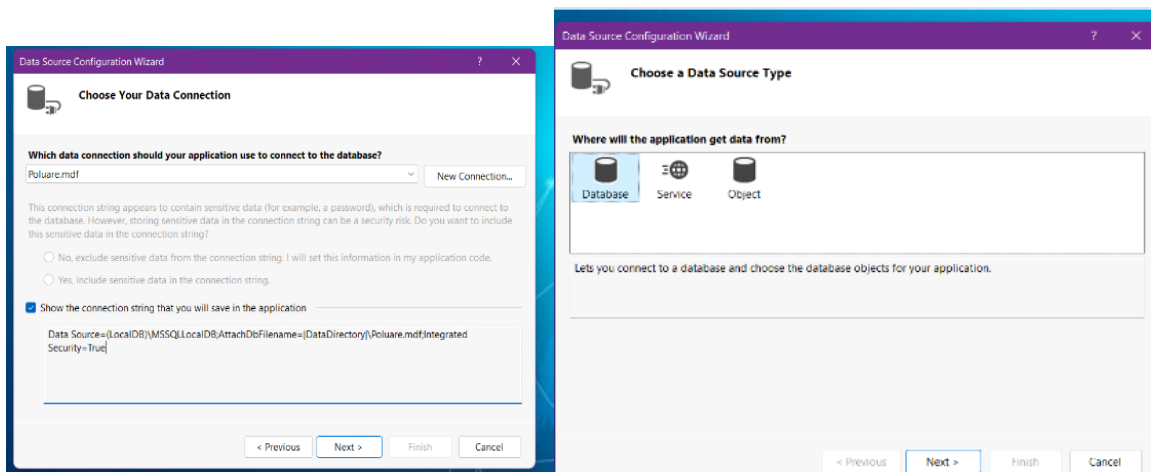 Data Source Configuration Wizard
?
Choose Your Data Connection
Which data connection should your application use to connect to the database?
Poluare.mdf
New Connection...
This connection string appears to contain sensitive data (for example, a password), which is required to connect to
the database. However, storing sensitive data in the connection string can be a security risk. Do you want to include
this sensitive data in the connection string?
No, exclude sensitive data from the connection string. I will set this information in my application code.
Yes, include sensitive data in the connection string.
Show the connection string that you will save in the application
Data Source=(LocalDB)\MSSQLLocalDB;AttachDbFilename=|DataDirectory|\Poluare.mdf;Integrated
Security=True
< Previous
Next >
Finish
Cancel
Data Source Configuration Wizard
?
Choose a Data Source Type
Where will the application get data from?
Database
Service
Object
Lets you connect to a database and choose the database objects for your application.
< Previous
Next >
Finish
Cancel